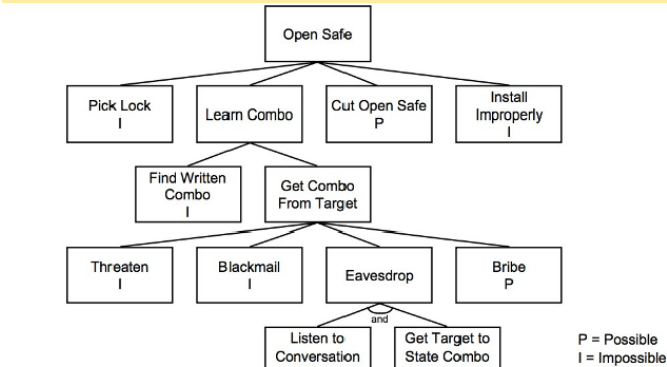 Open Safe
Pick Lock
I
Learn Combo
Cut Open Safe
P
Install
Improperly
I
Find Written
Combo
I
Get Combo
From Target
Threaten
I
Blackmail
I
Eavesdrop
Bribe
P
and
Listen to
Conversation
Get Target to
State Combo
P = Possible
I = Impossible